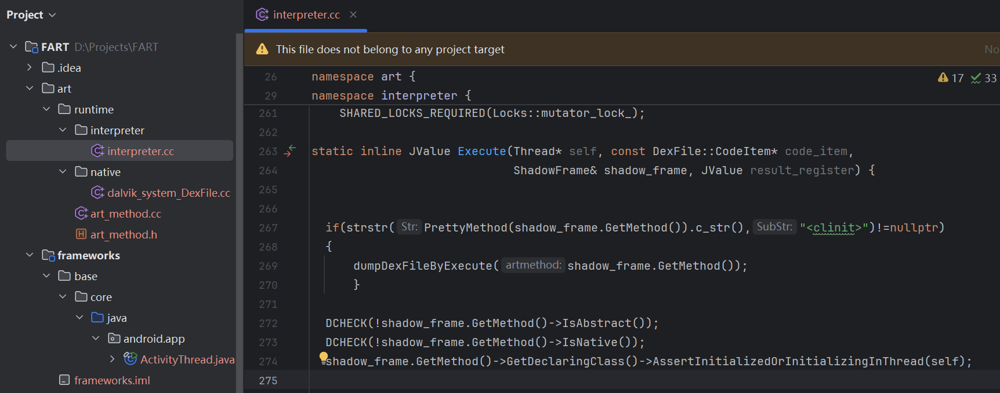 Project
FART D:\Projects\FART
.idea
art
runtime
interpreter
interpreter.cc
native
dalvik_system_DexFile.cc
art_method.cc
art_method.h
frameworks
base
core
java
android.app
ActivityThread.java
frameworks.iml
interpreter.cc
This file does not belong to any project target No
26 namespace art {
17 33
29 namespace interpreter {
261 SHARED_LOCKS_REQUIRED(Locks::mutator_lock_);
262
263 static inline JValue Execute(Thread* self, const DexFile::CodeItem* code_item,
264 ShadowFrame& shadow_frame, JValue result_register) {
265
266
267 if(strstr( Str: PrettyMethod(shadow_frame.GetMethod()).c_str(), SubStr: "<clinit>")!=nullptr)
268 {
269 dumpDexFileByExecute( artmethod: shadow_frame.GetMethod());
270 }
271
272 DCHECK(!shadow_frame.GetMethod()->IsAbstract());
273 DCHECK(!shadow_frame.GetMethod()->IsNative());
274 shadow_frame.GetMethod()->GetDeclaringClass()->AssertInitializedOrInitializingInThread(self);
275